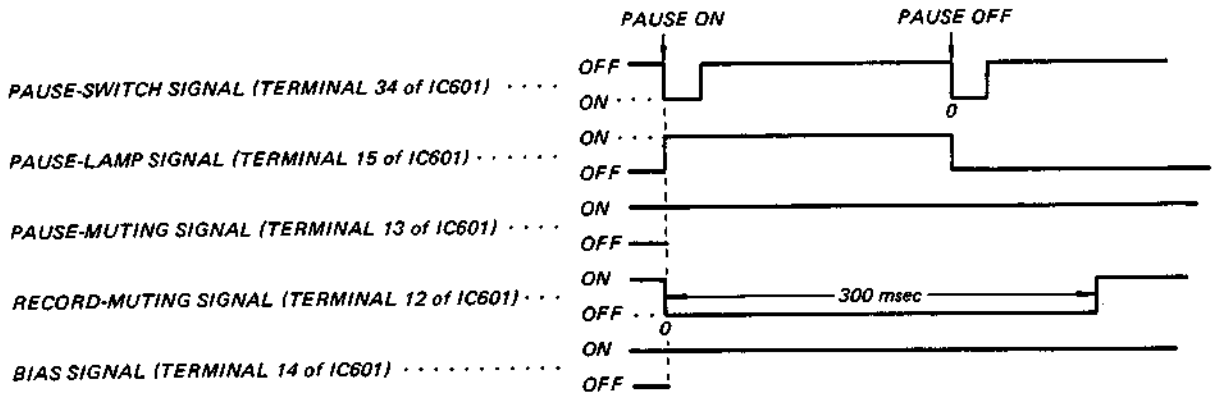 PAUSE ON PAUSE OFF
OFF
PAUSE-SWITCH SIGNAL (TERMINAL 34 of IC601) · · · ·
ON · · ·
0
ON · · ·
PAUSE-LAMP SIGNAL (TERMINAL 15 of IC601) · · · · · ·
OFF
ON
PAUSE-MUTING SIGNAL (TERMINAL 13 of IC601) · · · ·
OFF
ON
RECORD-MUTING SIGNAL (TERMINAL 12 of IC601) · · ·
300 msec
OFF · · ·
0
ON
BIAS SIGNAL (TERMINAL 14 of IC601) · · · · · · · · · · ·
OFF